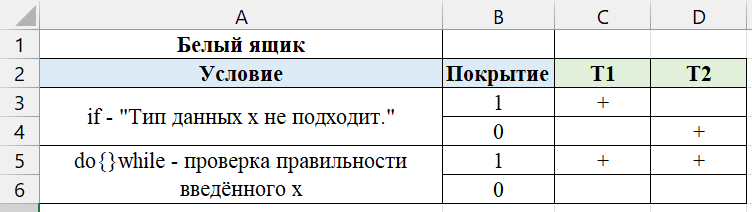 A B C D
1 Белый ящик
2 Условие Покрытие T1 T2
3 if - "Тип данных x не подходит." 1 +
4 0 +
5 do{}while - проверка правильности 1 + +
6 введённого x 0